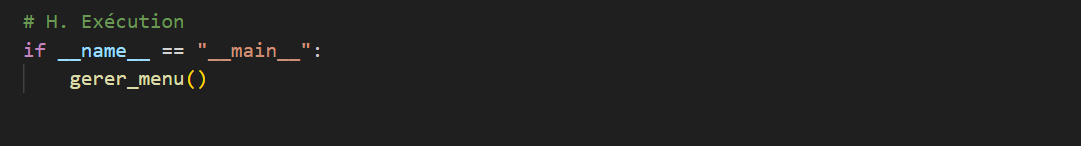 # H. Exécution
if __name__ == "__main__":
    gerer_menu()